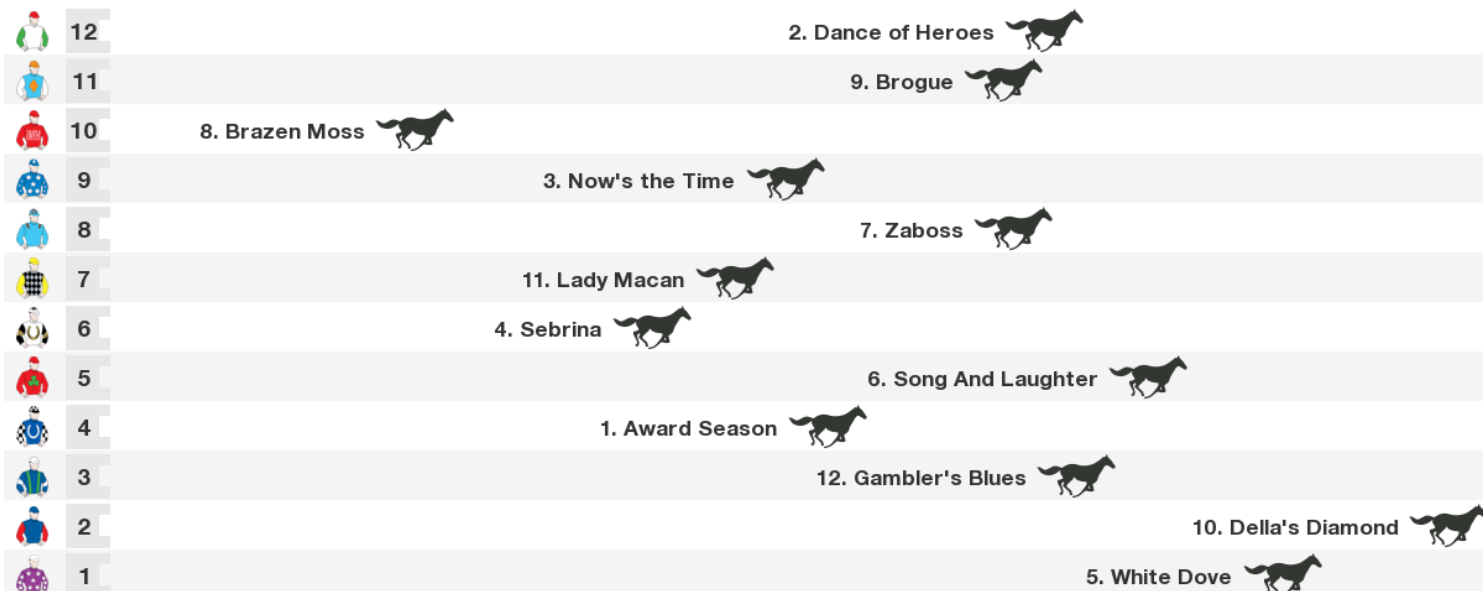 12 2. Dance of Heroes
11 9. Brogue
10 8. Brazen Moss
9 3. Now's the Time
8 7. Zaboss
7 11. Lady Macan
6 4. Sebrina
5 6. Song And Laughter
4 1. Award Season
3 12. Gambler's Blues
2 10. Della's Diamond
1 5. White Dove